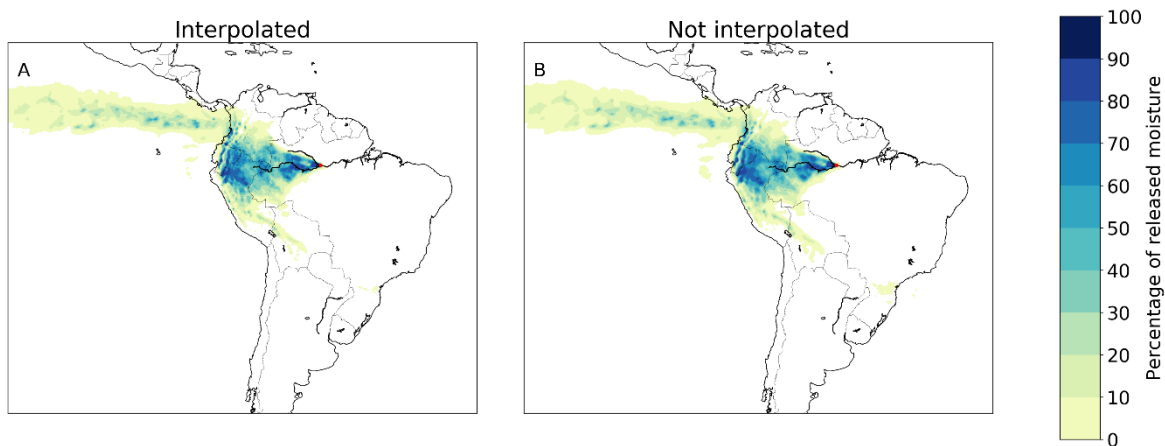 Interpolated
Not interpolated
A
B
100
90
80
70
60
50
40
30
20
10
0
Percentage of released moisture